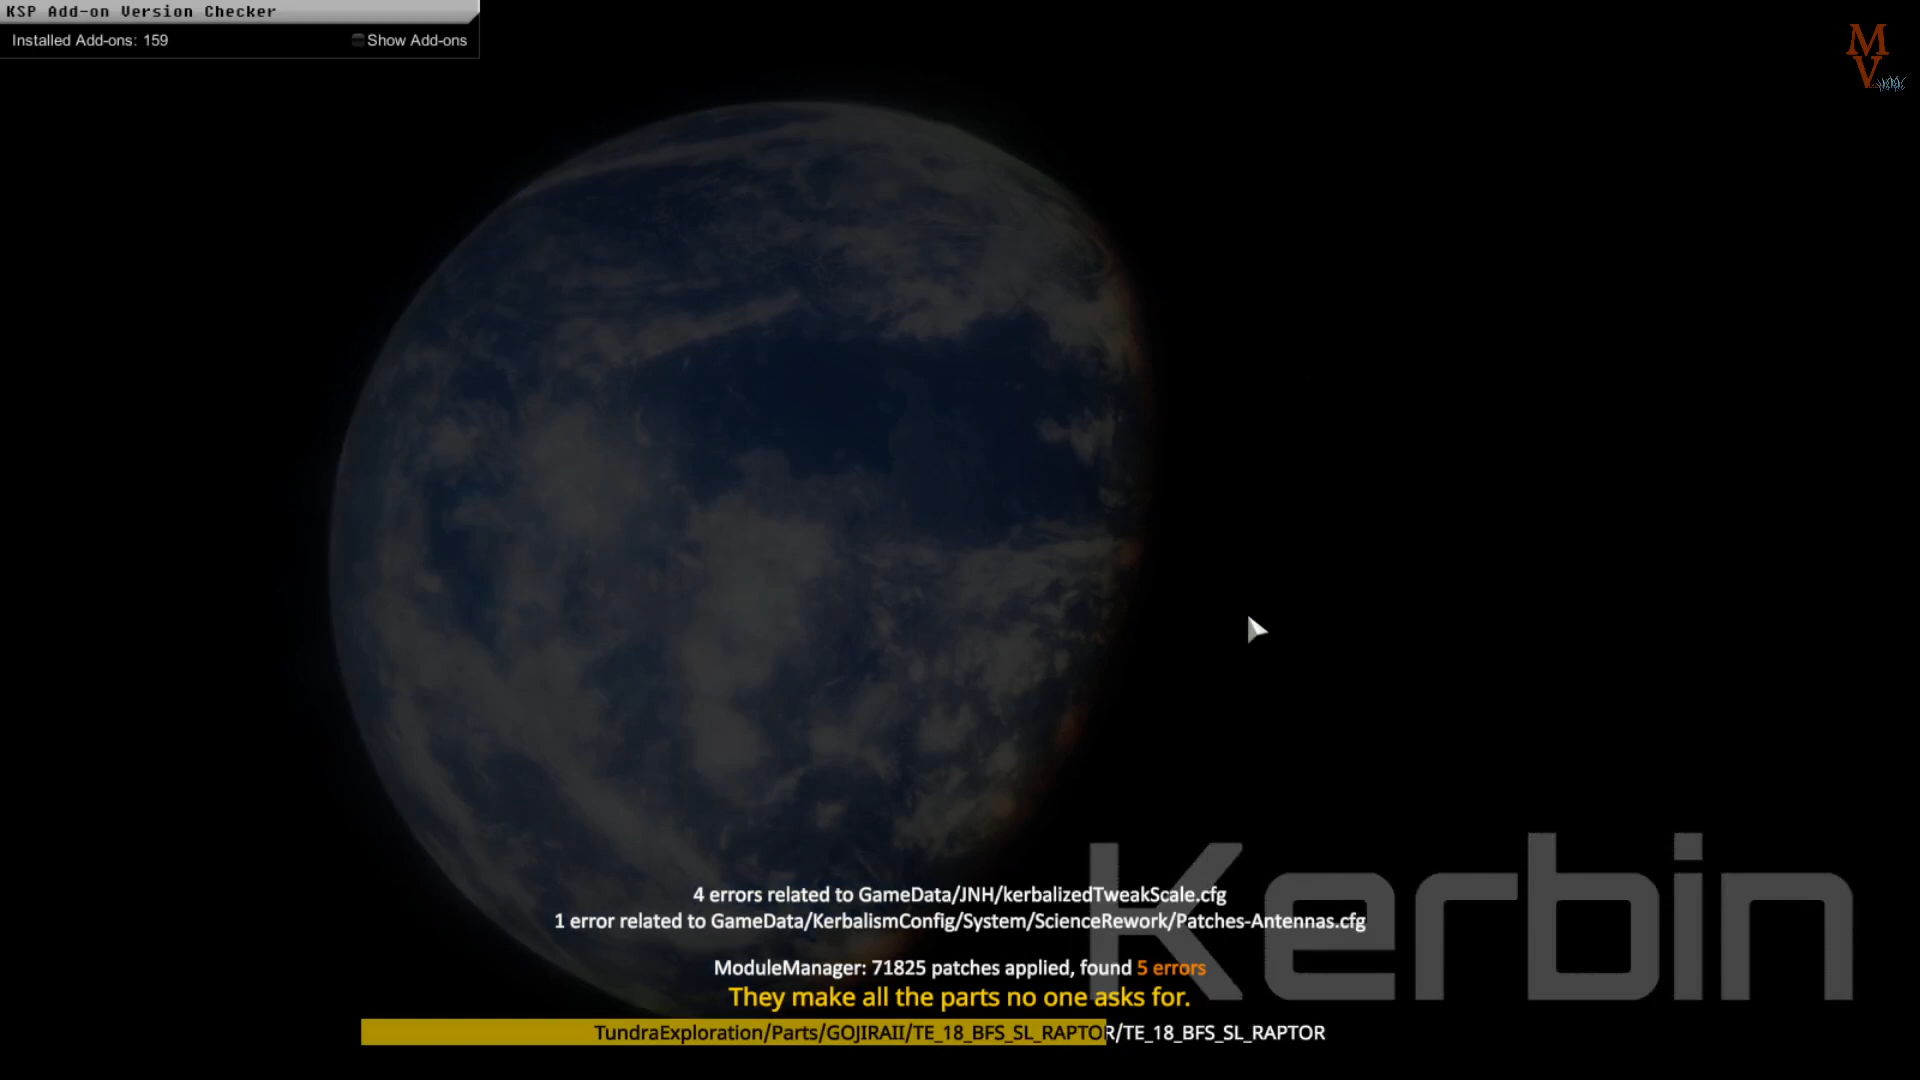 KSP Add-on Version Checker
Installed Add-ons: 159
Show Add-ons
M
V
Kerbin
4 errors related to GameData/JNH/kerbalizedTweakScale.cfg
1 error related to GameData/KerbalismConfig/System/ScienceRework/Patches-Antennas.cfg
ModuleManager: 71825 patches applied, found 5 errors
They make all the parts no one asks for.
TundraExploration/Parts/GOJIRAII/TE_18_BFS_SL_RAPTOR/TE_18_BFS_SL_RAPTOR